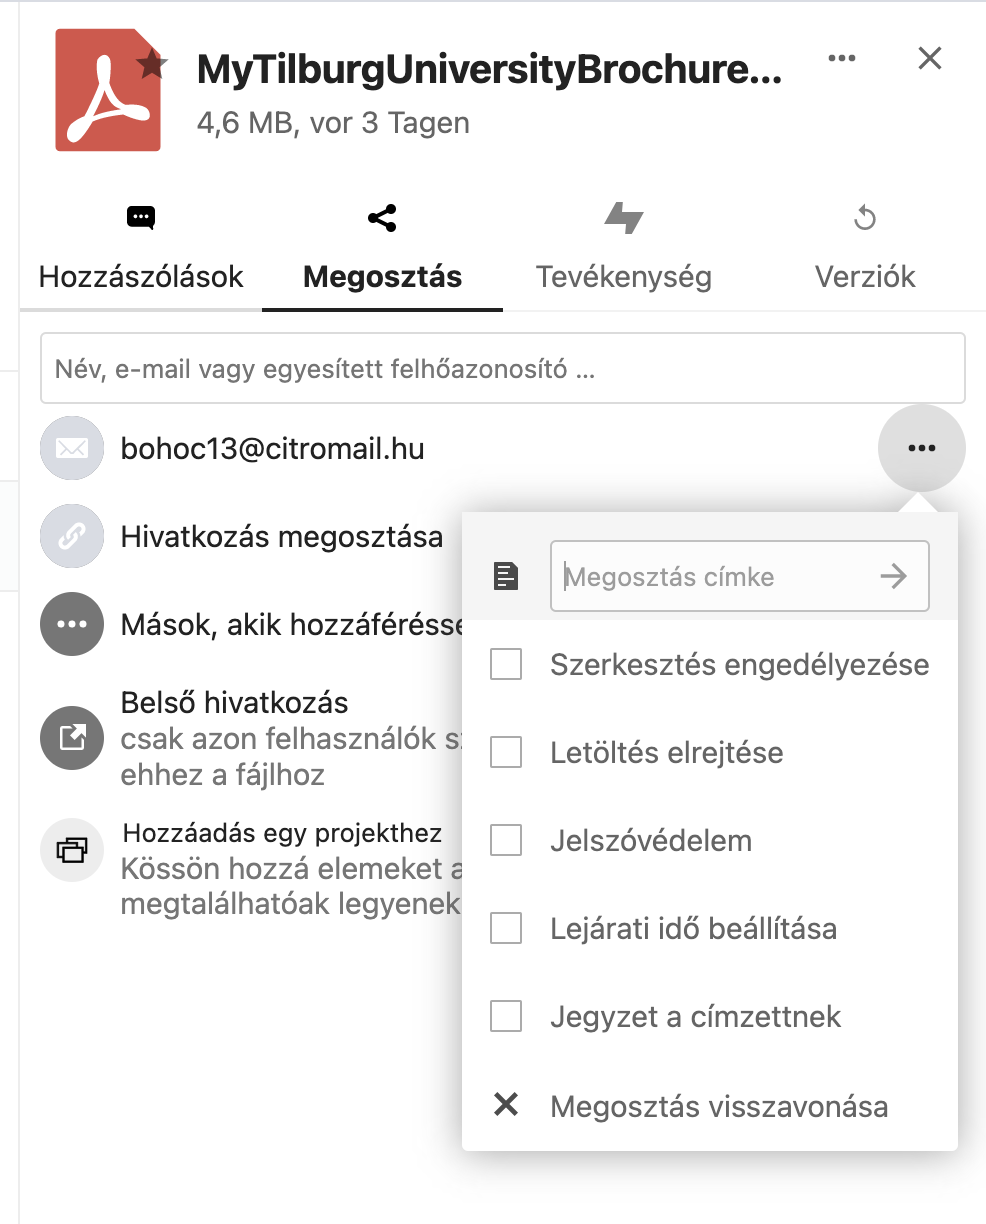 MyTilburgUniversityBrochure...
4,6 MB, vor 3 Tagen
Hozzászólások
Megosztás
Tevékenység
Verziók
Név, e-mail vagy egyesített felhőazonosító ...
bohoc13@citromail.hu
Hivatkozás megosztása
Mások, akik hozzáférésse
Belső hivatkozás
csak azon felhasználók
ehhez a fájlhoz
Hozzáadás egy projekthez
Kössön hozzá elemeket a
megtalálhatóak legyenek
Megosztás címke
Szerkesztés engedélyezése
Letöltés elrejtése
Jelszóvédelem
Lejárati idő beállítása
Jegyzet a címzettnek
Megosztás visszavonása